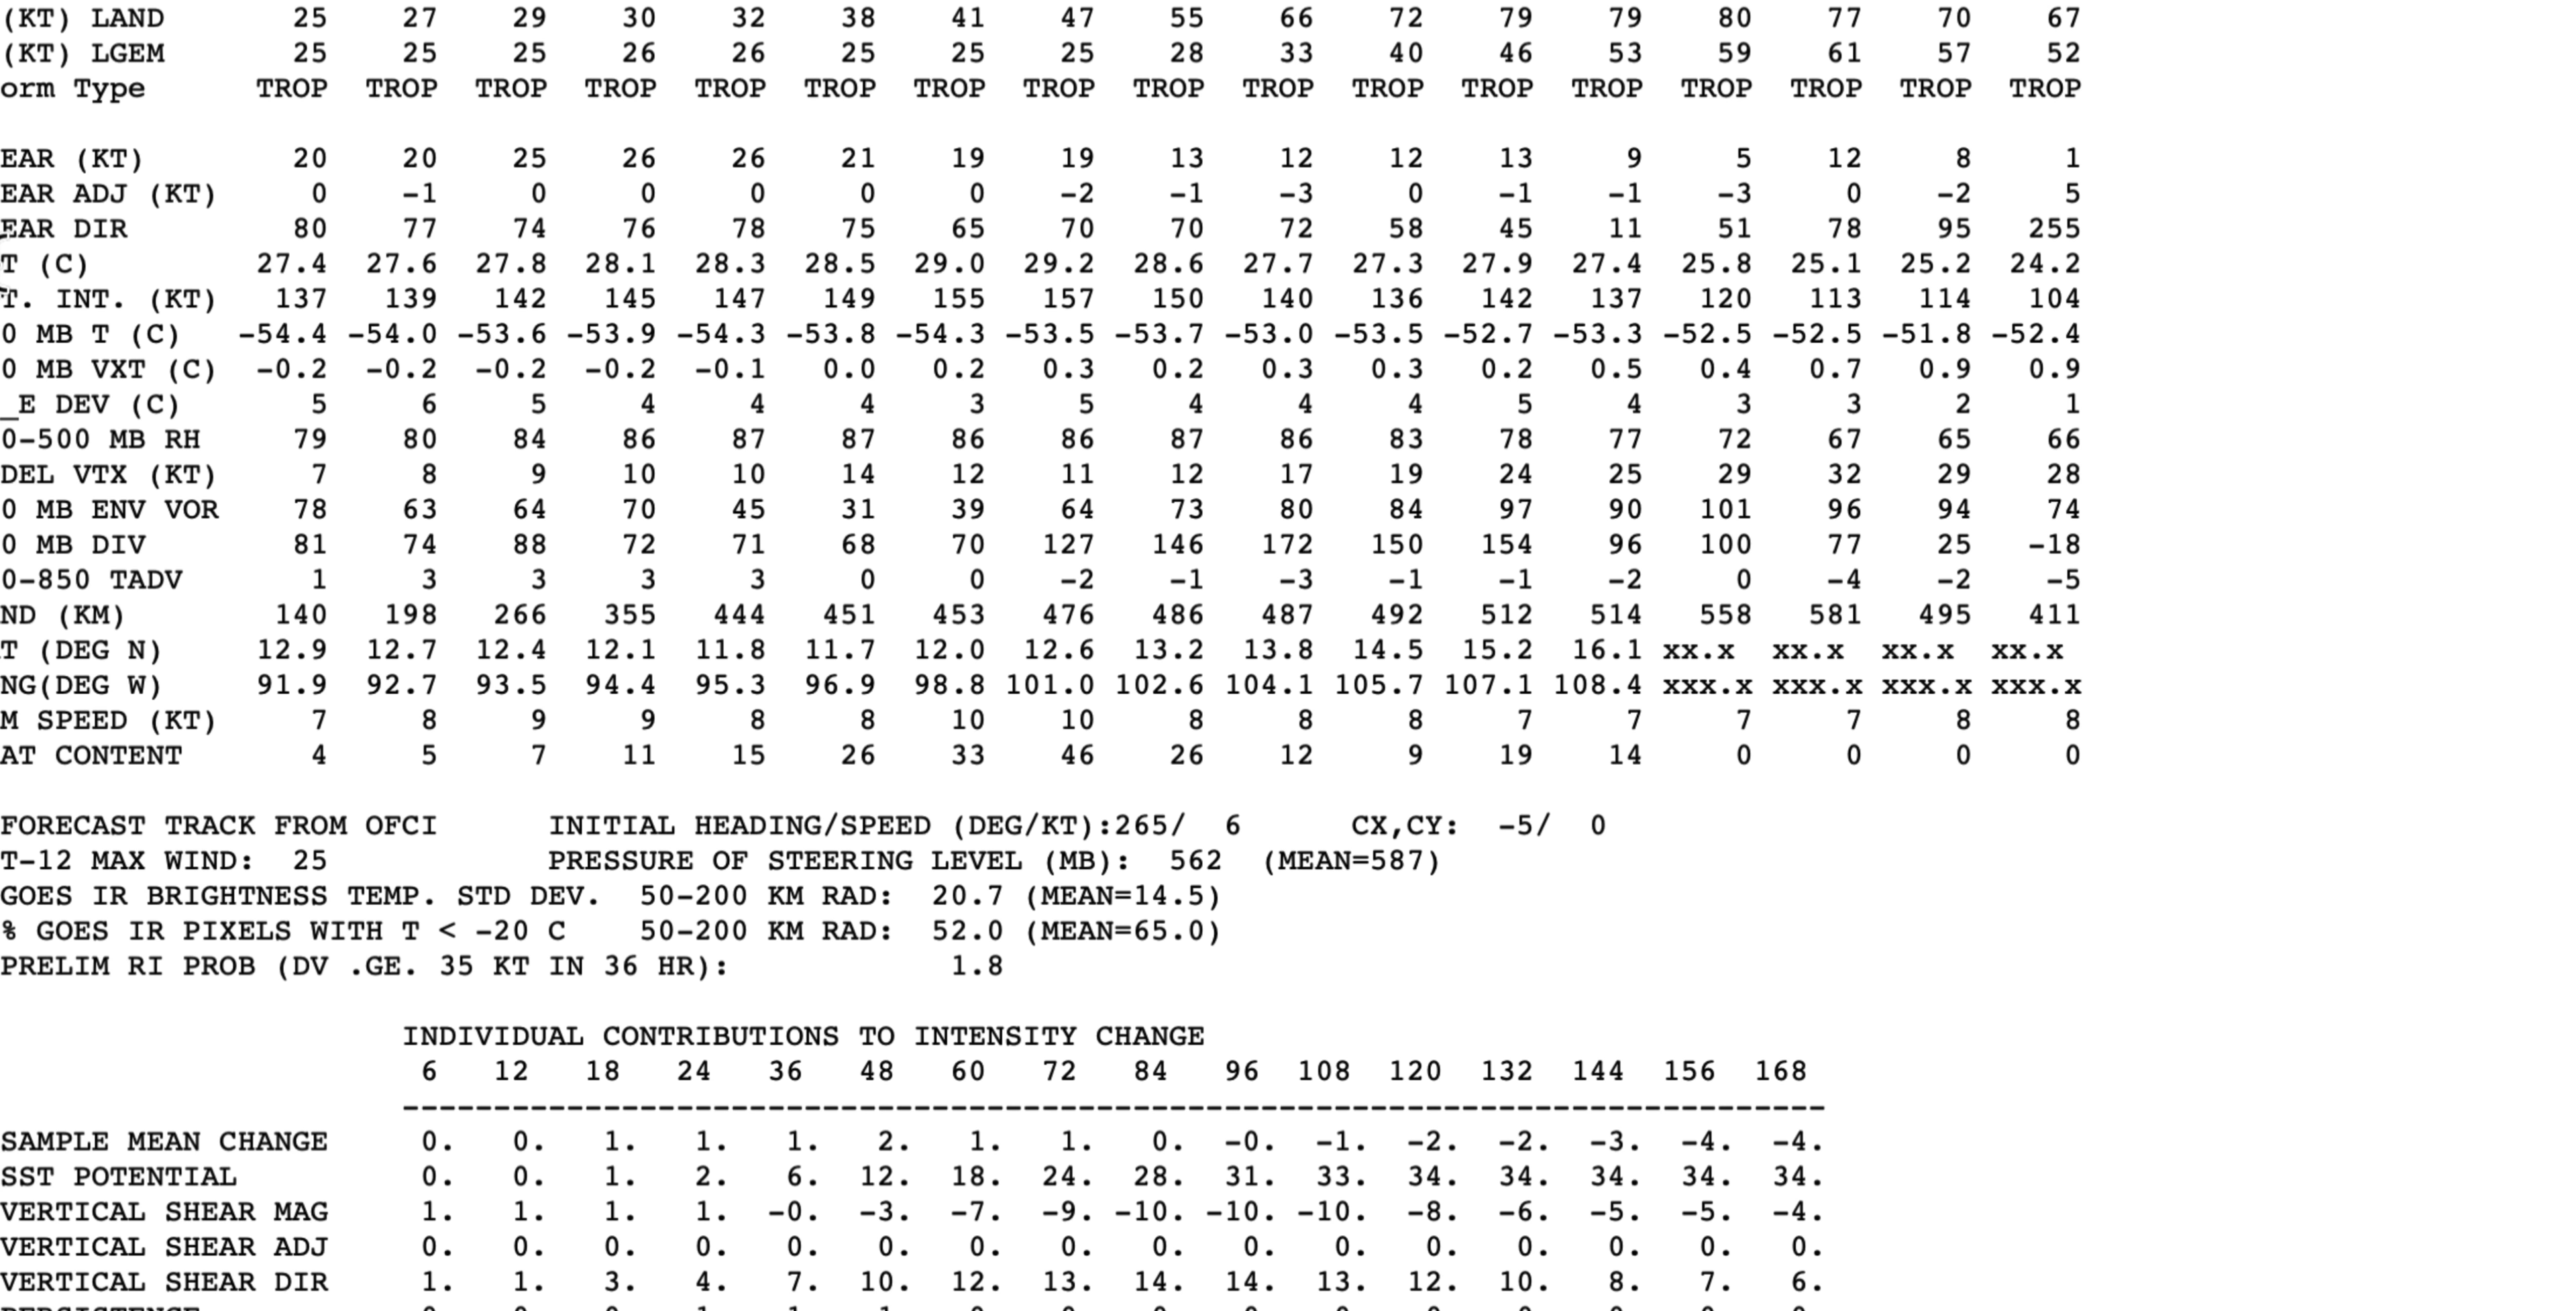 (KT) LAND 25 27 29 30 32 38 41 47 55 66 72 79 79 80 77 70 67
(KT) LGEM 25 25 25 26 26 25 25 25 28 33 40 46 53 59 61 57 52
orm Type TROP TROP TROP TROP TROP TROP TROP TROP TROP TROP TROP TROP TROP TROP TROP TROP TROP
EAR (KT) 20 20 25 26 26 21 19 19 13 12 12 13 9 5 12 8 1
EAR ADJ (KT) 0 -1 0 0 0 0 0 -2 -1 -3 0 -1 -1 -3 0 -2 5
EAR DIR 80 77 74 76 78 75 65 70 70 72 58 45 11 51 78 95 255
T (C) 27.4 27.6 27.8 28.1 28.3 28.5 29.0 29.2 28.6 27.7 27.3 27.9 27.4 25.8 25.1 25.2 24.2
T. INT. (KT) 137 139 142 145 147 149 155 157 150 140 136 142 137 120 113 114 104
0 MB T (C) -54.4 -54.0 -53.6 -53.9 -54.3 -53.8 -54.3 -53.5 -53.7 -53.0 -53.5 -52.7 -53.3 -52.5 -52.5 -51.8 -52.4
0 MB VXT (C) -0.2 -0.2 -0.2 -0.2 -0.1 0.0 0.2 0.3 0.2 0.3 0.3 0.2 0.5 0.4 0.7 0.9 0.9
_E DEV (C) 5 6 5 4 4 4 3 5 4 4 4 5 4 3 3 2 1
0-500 MB RH 79 80 84 86 87 87 86 86 87 86 83 78 77 72 67 65 66
DEL VTX (KT) 7 8 9 10 10 14 12 11 12 17 19 24 25 29 32 29 28
0 MB ENV VOR 78 63 64 70 45 31 39 64 73 80 84 97 90 101 96 94 74
0 MB DIV 81 74 88 72 71 68 70 127 146 172 150 154 96 100 77 25 -18
0-850 TADV 1 3 3 3 3 0 0 -2 -1 -3 -1 -1 -2 0 -4 -2 -5
ND (KM) 140 198 266 355 444 451 453 476 486 487 492 512 514 558 581 495 411
T (DEG N) 12.9 12.7 12.4 12.1 11.8 11.7 12.0 12.6 13.2 13.8 14.5 15.2 16.1 xx.x xx.x xx.x xx.x
NG(DEG W) 91.9 92.7 93.5 94.4 95.3 96.9 98.8 101.0 102.6 104.1 105.7 107.1 108.4 xxx.x xxx.x xxx.x xxx.x
M SPEED (KT) 7 8 9 9 8 8 10 10 8 8 8 7 7 7 7 8 8
AT CONTENT 4 5 7 11 15 26 33 46 26 12 9 19 14 0 0 0 0
FORECAST TRACK FROM OFCI INITIAL HEADING/SPEED (DEG/KT):265/ 6 CX,CY: -5/ 0
T-12 MAX WIND: 25 PRESSURE OF STEERING LEVEL (MB): 562 (MEAN=587)
GOES IR BRIGHTNESS TEMP. STD DEV. 50-200 KM RAD: 20.7 (MEAN=14.5)
% GOES IR PIXELS WITH T < -20 C 50-200 KM RAD: 52.0 (MEAN=65.0)
PRELIM RI PROB (DV .GE. 35 KT IN 36 HR): 1.8
INDIVIDUAL CONTRIBUTIONS TO INTENSITY CHANGE
6 12 18 24 36 48 60 72 84 96 108 120 132 144 156 168
----------------------------------------------------------------------------------------
SAMPLE MEAN CHANGE 0. 0. 1. 1. 1. 2. 1. 1. 0. -0. -1. -2. -2. -3. -4. -4.
SST POTENTIAL 0. 0. 1. 2. 6. 12. 18. 24. 28. 31. 33. 34. 34. 34. 34. 34.
VERTICAL SHEAR MAG 1. 1. 1. 1. -0. -3. -7. -9. -10. -10. -10. -8. -6. -5. -5. -4.
VERTICAL SHEAR ADJ 0. 0. 0. 0. 0. 0. 0. 0. 0. 0. 0. 0. 0. 0. 0. 0.
VERTICAL SHEAR DIR 1. 1. 3. 4. 7. 10. 12. 13. 14. 14. 13. 12. 10. 8. 7. 6.